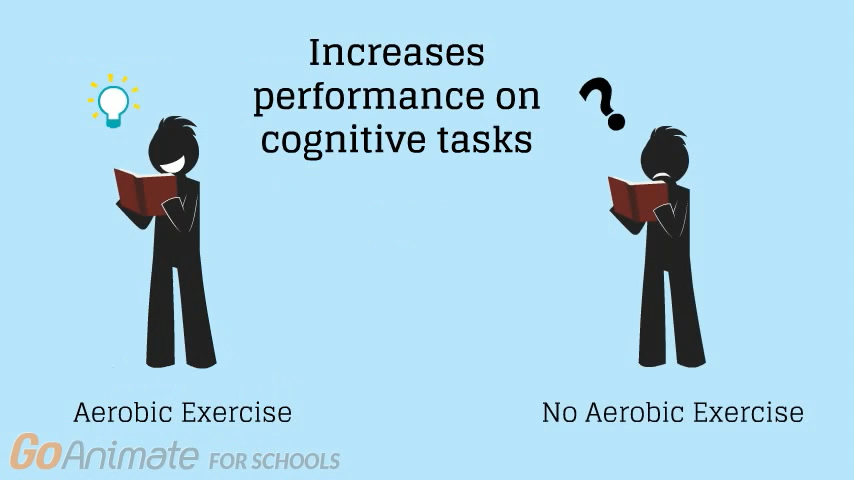 Increases
performance on
cognitive tasks
?
Aerobic Exercise
No Aerobic Exercise
GoAnimate FOR SCHOOLS